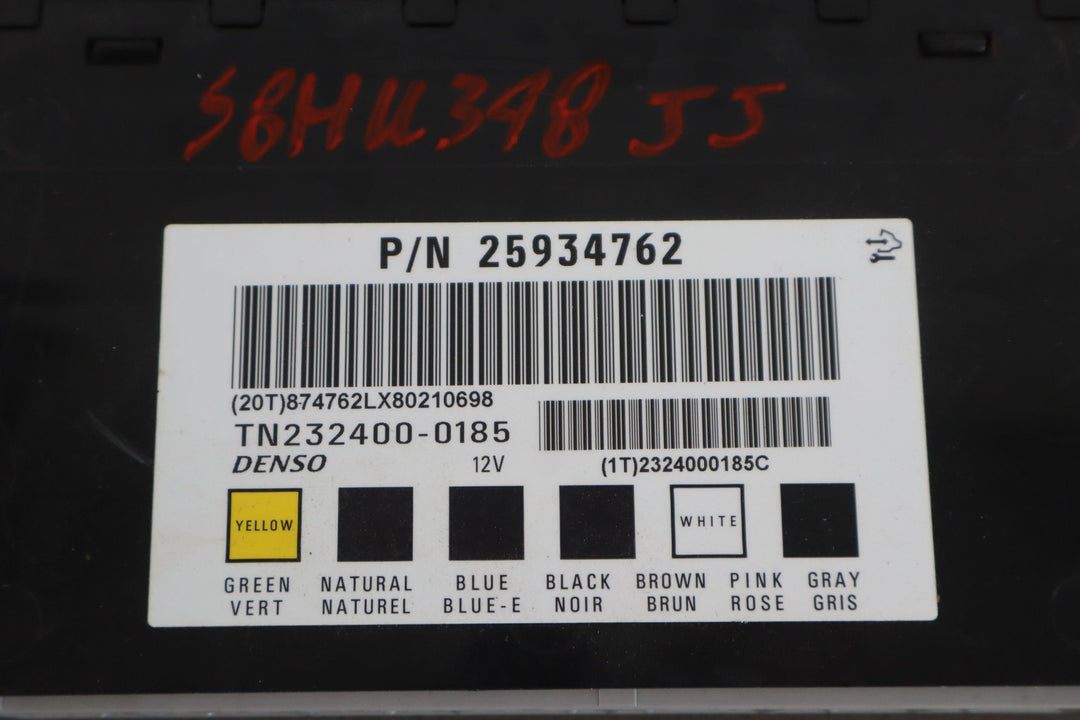 S8HU348 JJ
P/N 25934762
(20T)874762LX80210698
TN232400-0185
DENSO 12V (1T)2324000185C
YELLOW WHITE
GREEN NATURAL BLUE BLACK BROWN PINK GRAY
VERT NATUREL BLUE-E NOIR BRUN ROSE GRIS